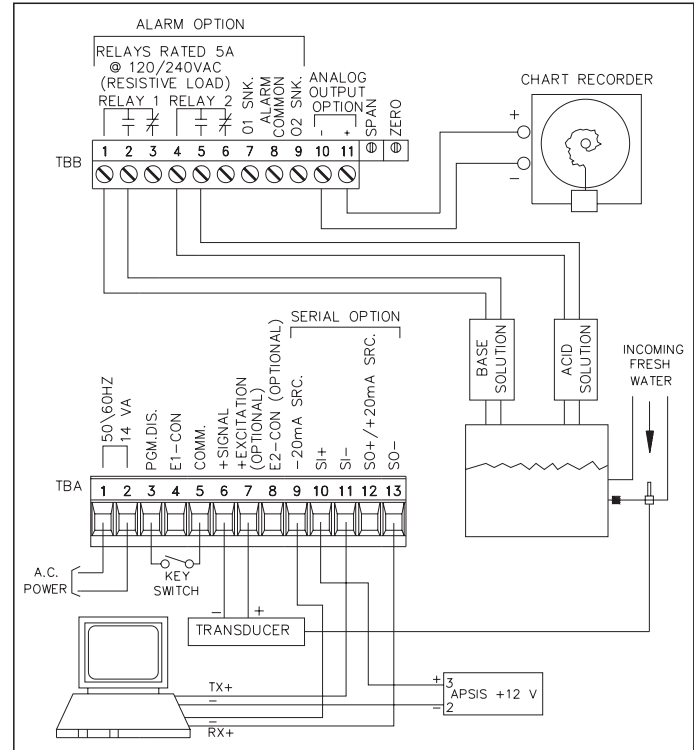 ALARM OPTION
RELAYS RATED 5A
@ 120/240VAC
(RESISTIVE LOAD)
RELAY 1 RELAY 2
O1 SNK.
ALARM
COMMON
O2 SNK.
ANALOG
OUTPUT
OPTION
- +
SPAN
ZERO
TBB
1 2 3 4 5 6 7 8 9 10 11
CHART RECORDER
+
-
BASE
SOLUTION
ACID
SOLUTION
INCOMING
FRESH
WATER
SERIAL OPTION
50\60HZ
14 VA
PGM.DIS.
E1-CON
COMM.
+SIGNAL
+EXCITATION
(OPTIONAL)
E2-CON (OPTIONAL)
-20mA SRC.
SI+
SI-
SO+/+20mA SRC.
SO-
TBA
1 2 3 4 5 6 7 8 9 10 11 12 13
A.C.
POWER
KEY
SWITCH
- +
TRANSDUCER
TX+
-
-
RX+
+ 3
- 2
APSIS +12 V